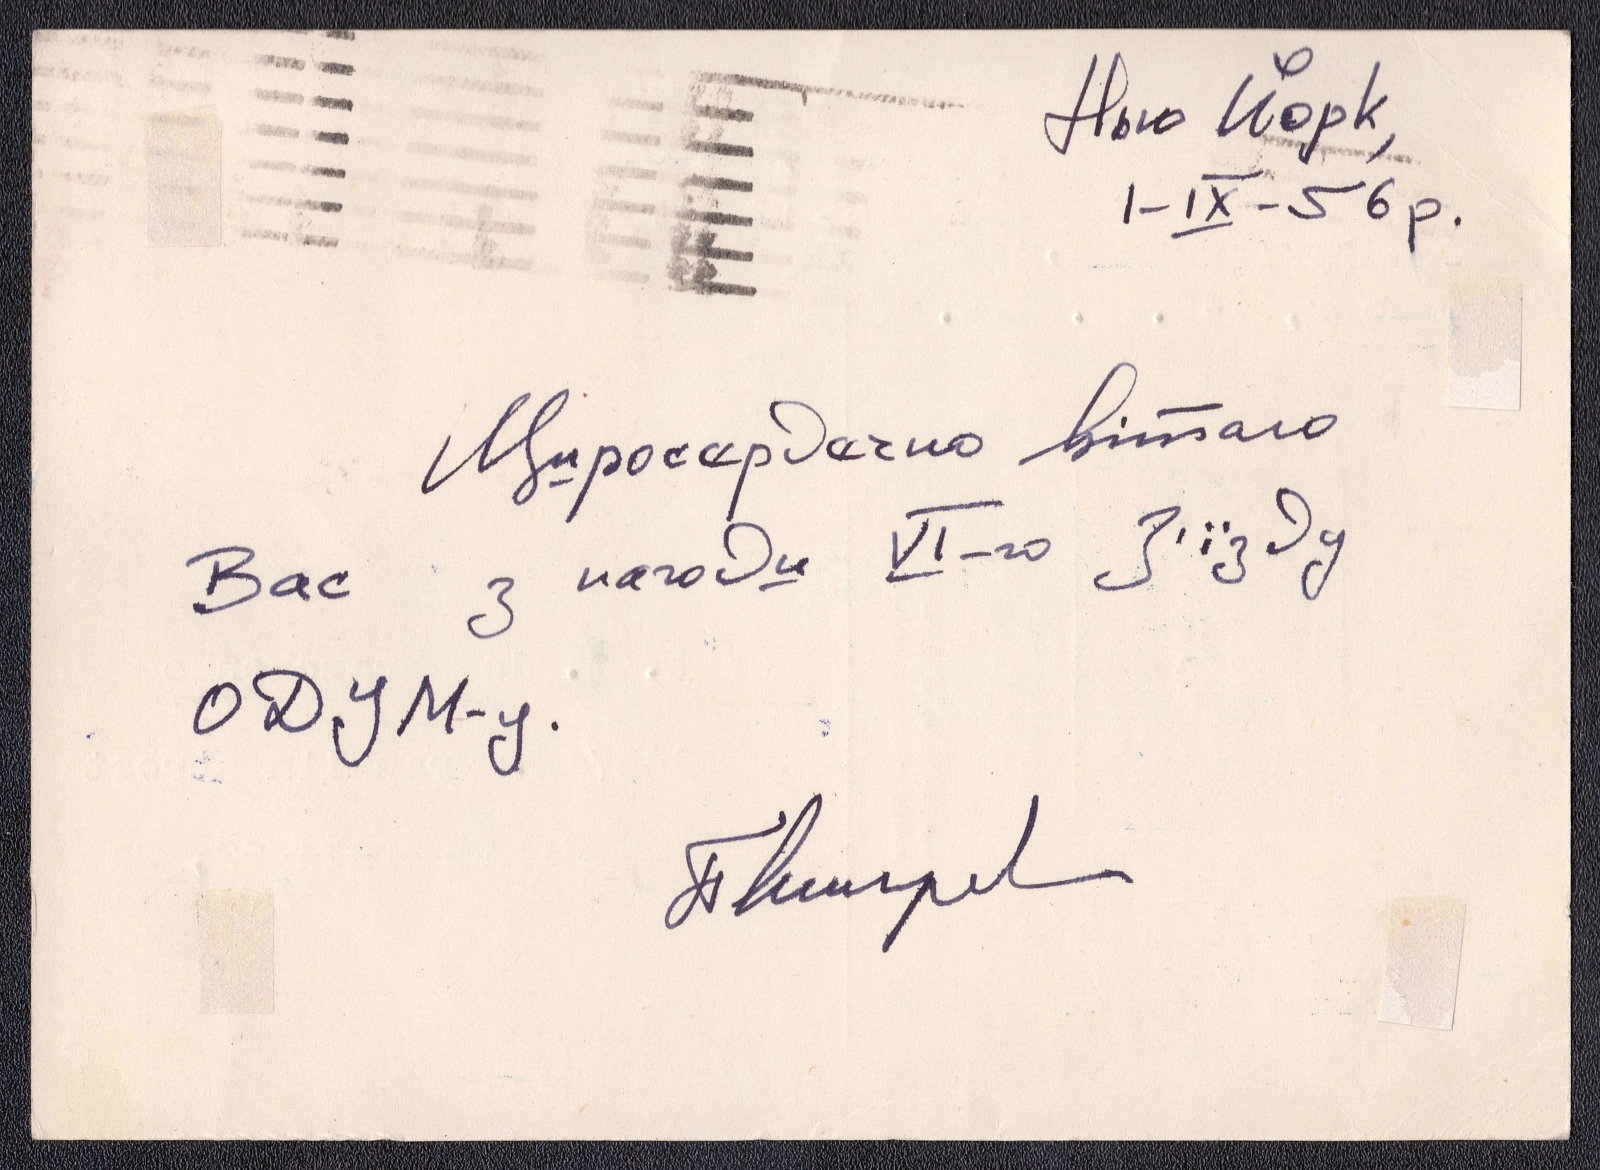 Нью Йорк,
1-IX-56 р.
Щиросердечно вітаю
Вас з нагоди VI-го З'їзду
ОДУМ-у.